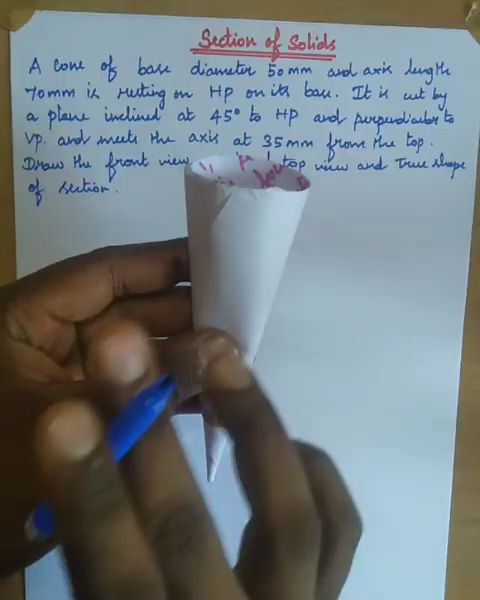 Section of Solids
A Cone of base diameter 50mm and axis length
70mm is resting on HP on its base. It is cut by
a plane inclined at 45° to HP and perpendicular to
VP. and meets the axis at 35mm from the top.
Draw the front view top view and True shape
of section.